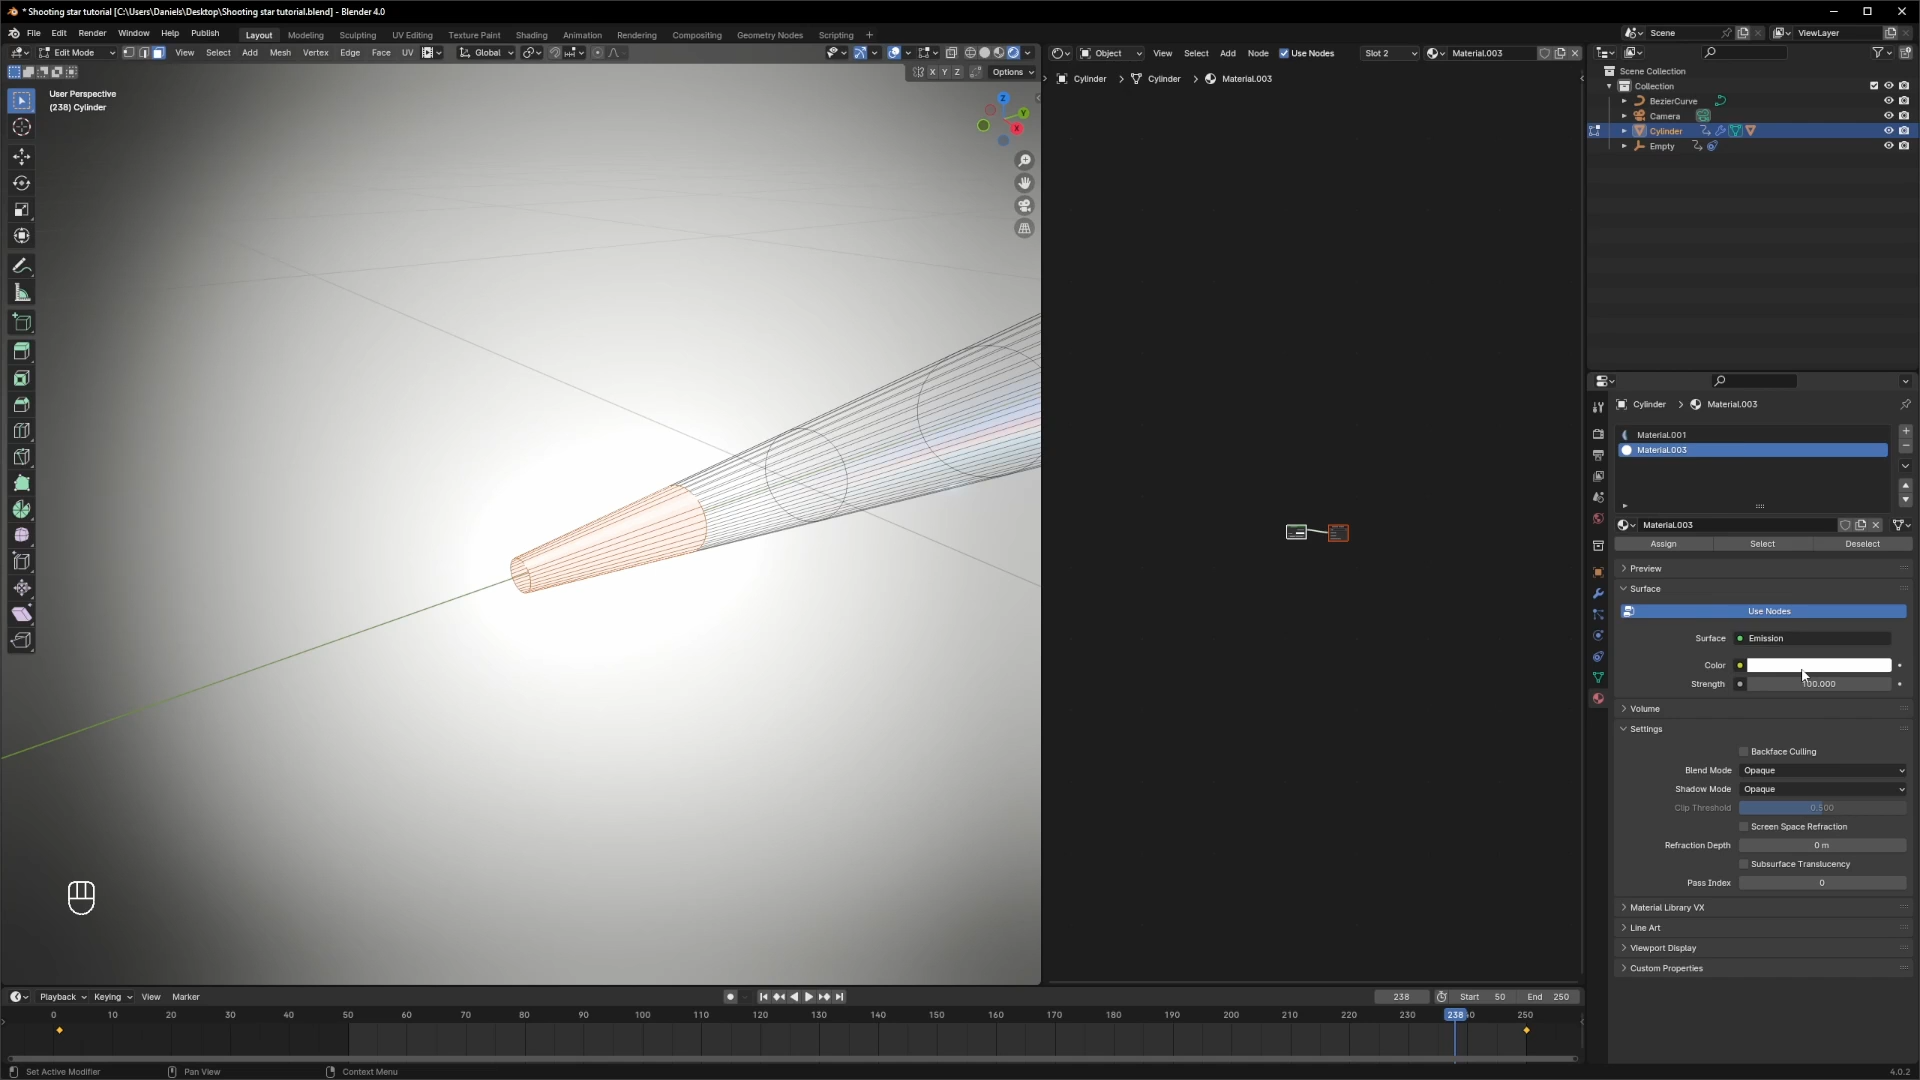 * Shooting star tutorial [C:\Users\Daniels\Desktop\Shooting star tutorial.blend] - Blender 4.0
File Edit Render Window Help Publish Layout Modeling Sculpting UV Editing Texture Paint Shading Animation Rendering Compositing Geometry Nodes Scripting + Scene ViewLayer
Edit Mode View Select Add Mesh Vertex Edge Face UV Global Object View Select Add Node Use Nodes Slot 2 Material.003
X Y Z Options
Cylinder > Cylinder > Material.003
User Perspective
(238) Cylinder
Z
Y
X
Scene Collection
Collection
BezierCurve
Camera
Cylinder
Empty
Cylinder > Material.003
Material.001
Material.003
Material.003
Assign Select Deselect
Preview
Surface
Use Nodes
Surface Emission
Color
Strength 100.000
Volume
Settings
Backface Culling
Blend Mode Opaque
Shadow Mode Opaque
Clip Threshold 0.500
Screen Space Refraction
Refraction Depth 0 m
Subsurface Translucency
Pass Index 0
Material Library VX
Line Art
Viewport Display
Custom Properties
Playback Keying View Marker 238 Start 50 End 250
0 10 20 30 40 50 60 70 80 90 100 110 120 130 140 150 160 170 180 190 200 210 220 230 238 250
Set Active Modifier Pan View Context Menu 4.0.2